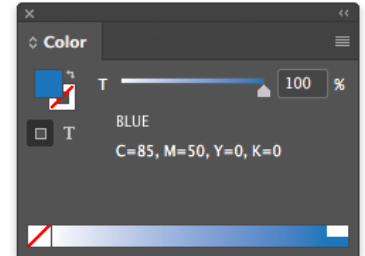 Color
T 100 %
T
BLUE
C=85, M=50, Y=0, K=0